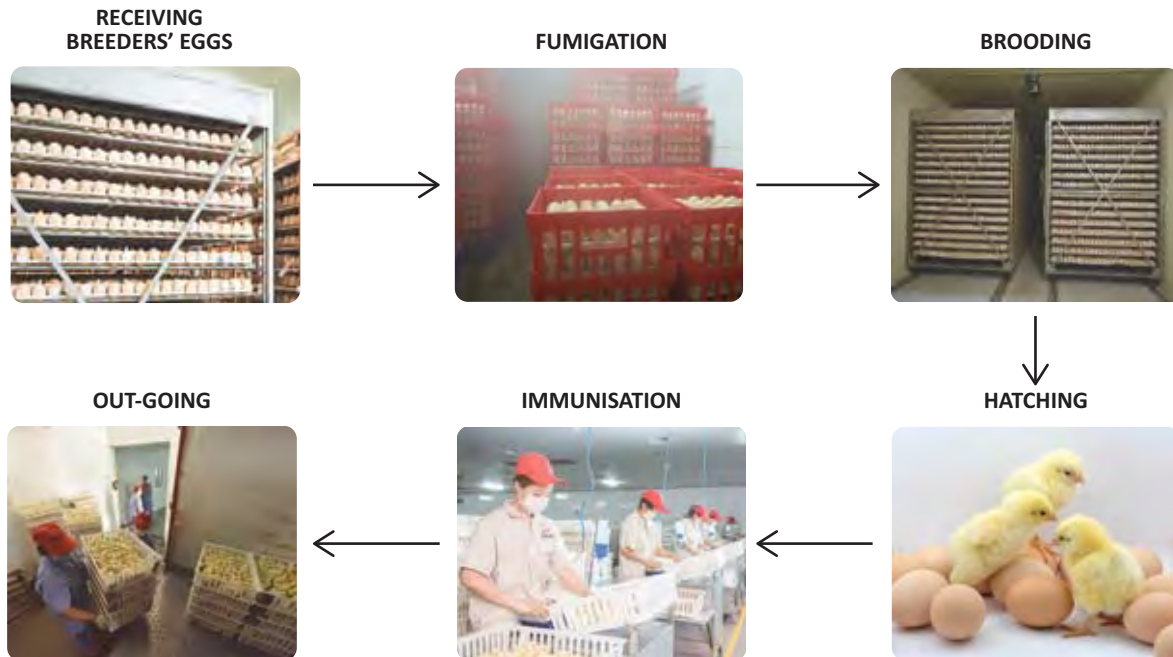 RECEIVING
BREEDERS’ EGGS
FUMIGATION
BROODING
HATCHING
IMMUNISATION
OUT-GOING